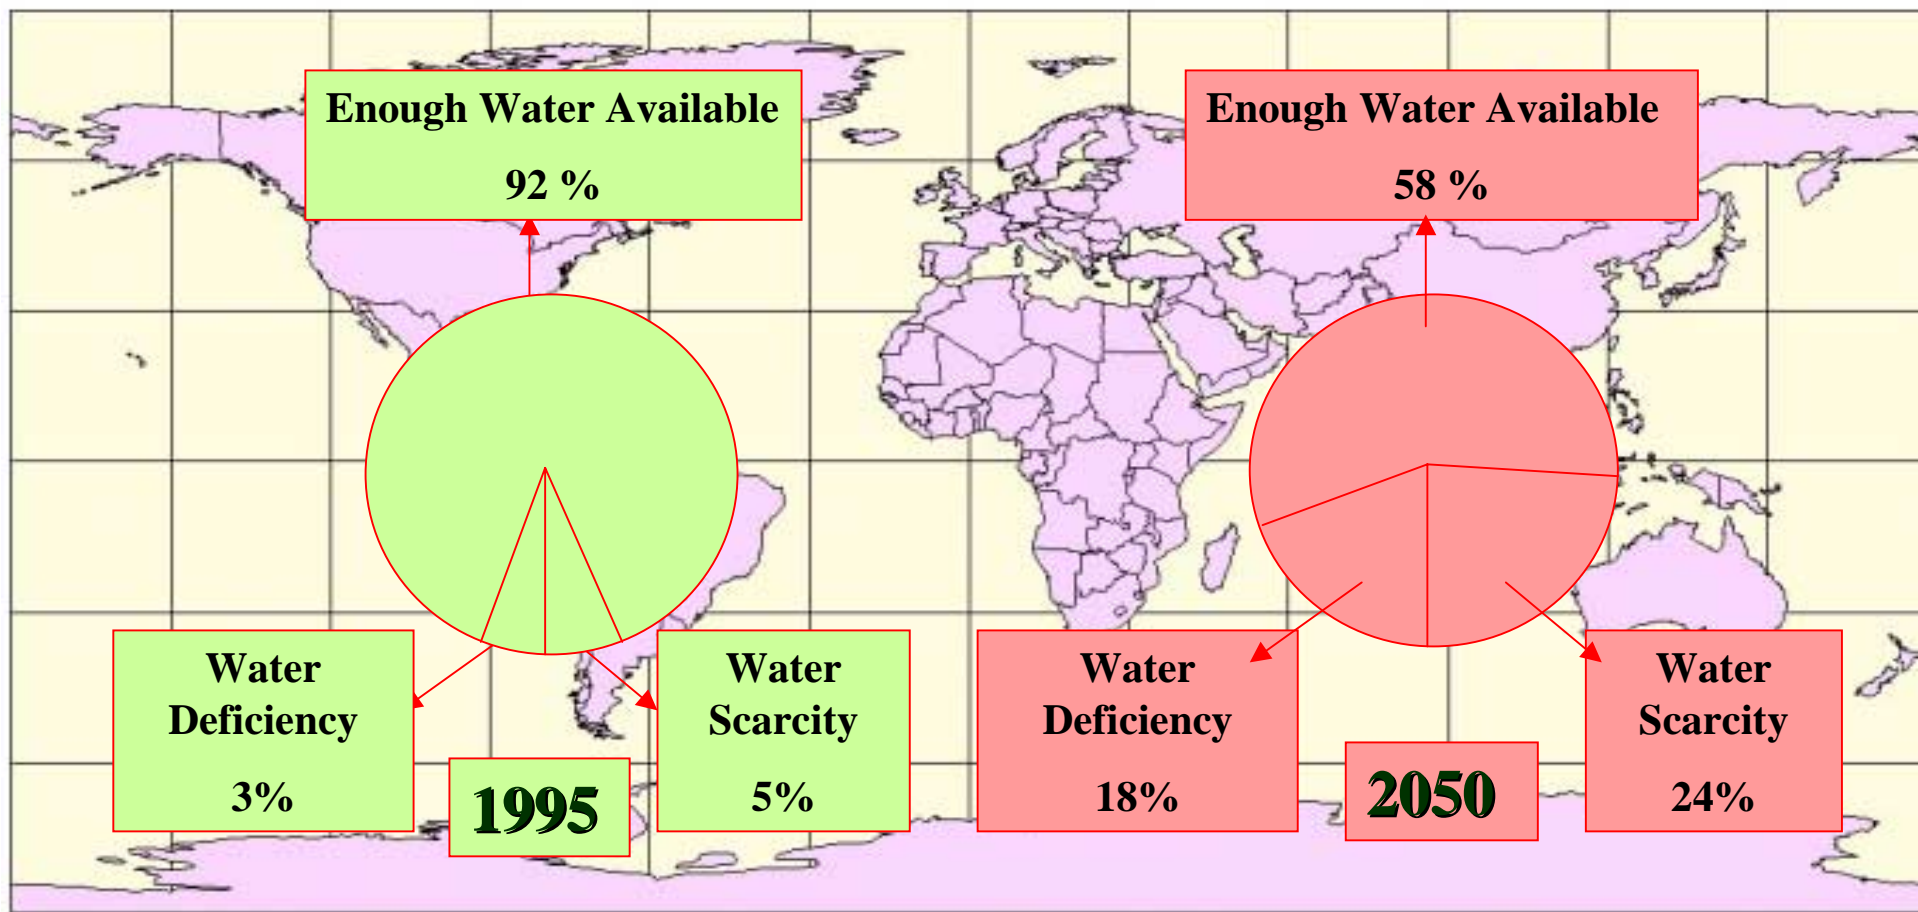 Enough Water Available
92 %
Enough Water Available
58 %
Water
Deficiency
3%
1995
Water
Scarcity
5%
Water
Deficiency
18%
2050
Water
Scarcity
24%